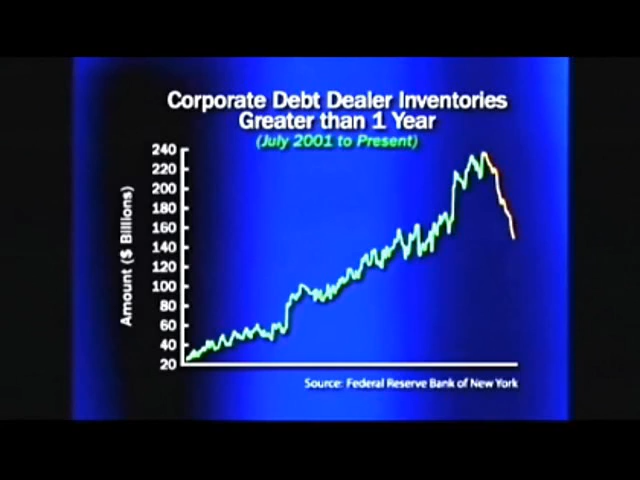 Corporate Debt Dealer Inventories
Greater than 1 Year
(July 2001 to Present)
Amount ($ Billions)
240
220
200
180
160
140
120
100
80
60
40
20
Source: Federal Reserve Bank of New York